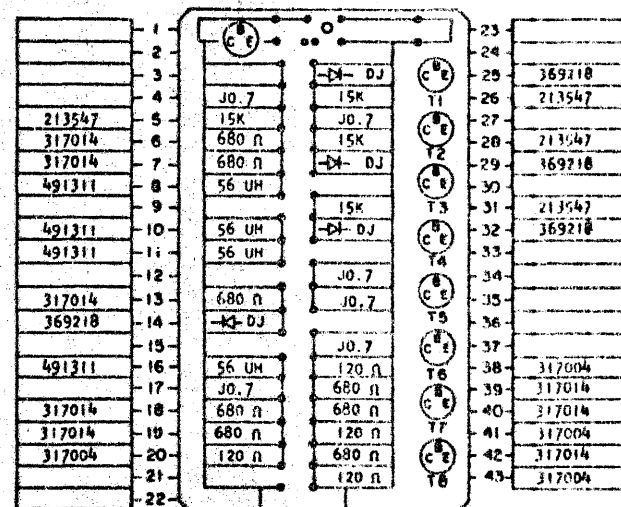 1 B C E 23
2 24
3 DJ B C E 25 369218
4 J0.7 15K T1 26 213547
213547 5 15K J0.7 B C E 27
317014 6 680 Ω 15K T2 28 213547
317014 7 680 Ω DJ B C E 29 369218
491311 8 56 UH 30
9 15K T3 31 213547
491311 10 56 UH DJ B C E 32 369218
491311 11 56 UH T4
12 J0.7 B C E 34
317014 13 680 Ω J0.7 35
369218 14 DJ T5 36
15 J0.7 B C E 37
491311 16 56 UH 120 Ω T6 38 317004
17 J0.7 680 Ω B C E 39 317014
317014 18 680 Ω 680 Ω 40 317014
317014 19 680 Ω 120 Ω T7 41 317004
317004 20 120 Ω 680 Ω B C E 42 317014
21 120 Ω T8 43 317004
22